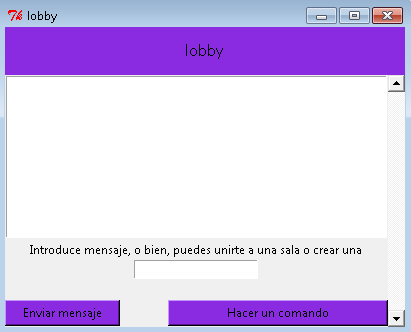 lobby
lobby
Introduce mensaje, o bien, puedes unirte a una sala o crear una
Enviar mensaje
Hacer un comando